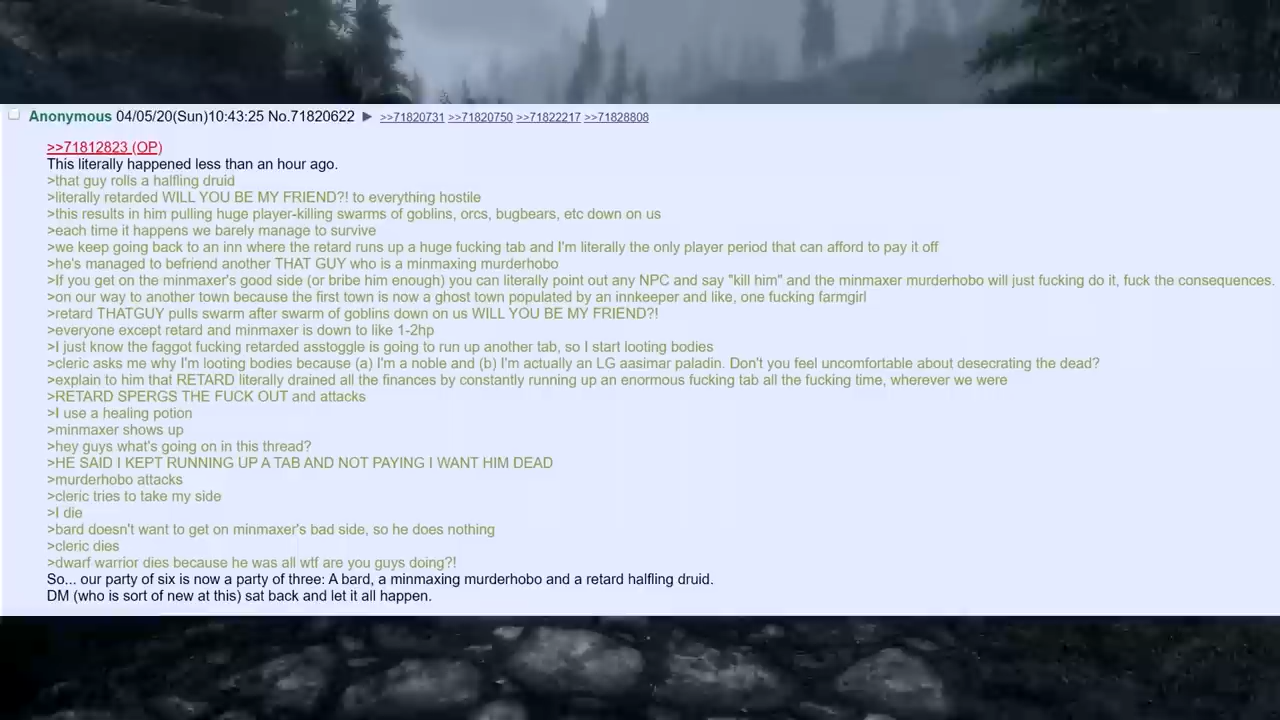 Anonymous 04/05/20(Sun)10:43:25 No.71820622 ▶ >>71820731 >>71820750 >>71822217 >>71828808
>>71812823 (OP)
This literally happened less than an hour ago.
>that guy rolls a halfling druid
>literally retarded WILL YOU BE MY FRIEND?! to everything hostile
>this results in him pulling huge player-killing swarms of goblins, orcs, bugbears, etc down on us
>each time it happens we barely manage to survive
>we keep going back to an inn where the retard runs up a huge fucking tab and I'm literally the only player period that can afford to pay it off
>he's managed to befriend another THAT GUY who is a minmaxing murderhobo
>If you get on the minmaxer's good side (or bribe him enough) you can literally point out any NPC and say "kill him" and the minmaxer murderhobo will just fucking do it, fuck the consequences.
>on our way to another town because the first town is now a ghost town populated by an innkeeper and like, one fucking farmgirl
>retard THATGUY pulls swarm after swarm of goblins down on us WILL YOU BE MY FRIEND?!
>everyone except retard and minmaxer is down to like 1-2hp
>I just know the faggot fucking retarded asstoggle is going to run up another tab, so I start looting bodies
>cleric asks me why I'm looting bodies because (a) I'm a noble and (b) I'm actually an LG aasimar paladin. Don't you feel uncomfortable about desecrating the dead?
>explain to him that RETARD literally drained all the finances by constantly running up an enormous fucking tab all the fucking time, wherever we were
>RETARD SPERGS THE FUCK OUT and attacks
>I use a healing potion
>minmaxer shows up
>hey guys what's going on in this thread?
>HE SAID I KEPT RUNNING UP A TAB AND NOT PAYING I WANT HIM DEAD
>murderhobo attacks
>cleric tries to take my side
>I die
>bard doesn't want to get on minmaxer's bad side, so he does nothing
>cleric dies
>dwarf warrior dies because he was all wtf are you guys doing?!
So... our party of six is now a party of three: A bard, a minmaxing murderhobo and a retard halfling druid.
DM (who is sort of new at this) sat back and let it all happen.